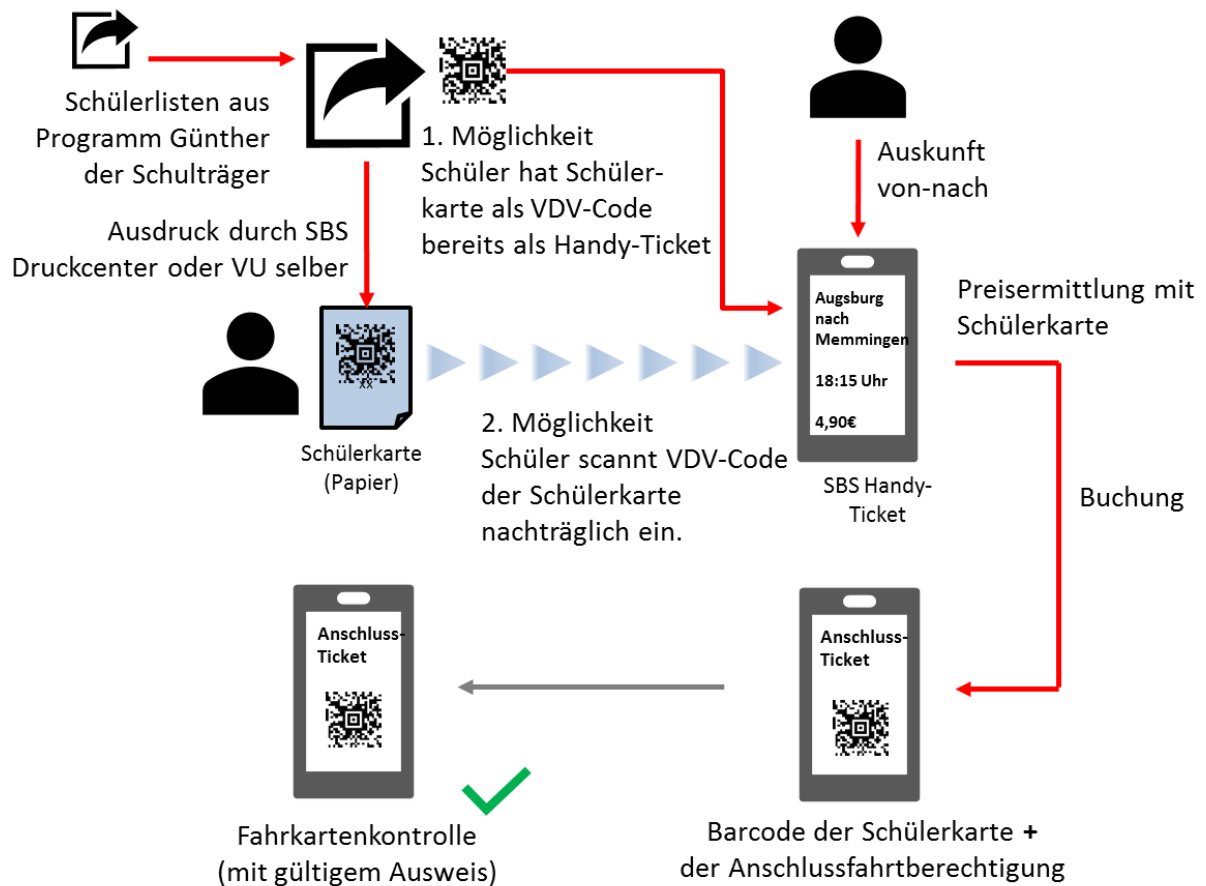 Schülerlisten aus
Programm Günther
der Schulträger
1. Möglichkeit
Schüler hat Schüler-
karte als VDV-Code
bereits als Handy-Ticket
Auskunft
von-nach
Ausdruck durch SBS
Druckcenter oder VU selber
Augsburg
nach
Memmingen
18:15 Uhr
4,90€
Preisermittlung mit
Schülerkarte
XX
Schülerkarte
(Papier)
2. Möglichkeit
Schüler scannt VDV-Code
der Schülerkarte
nachträglich ein.
SBS Handy-
Ticket
Buchung
Anschluss-
Ticket
Anschluss-
Ticket
Fahrkartenkontrolle
(mit gültigem Ausweis)
Barcode der Schülerkarte +
der Anschlussfahrtberechtigung